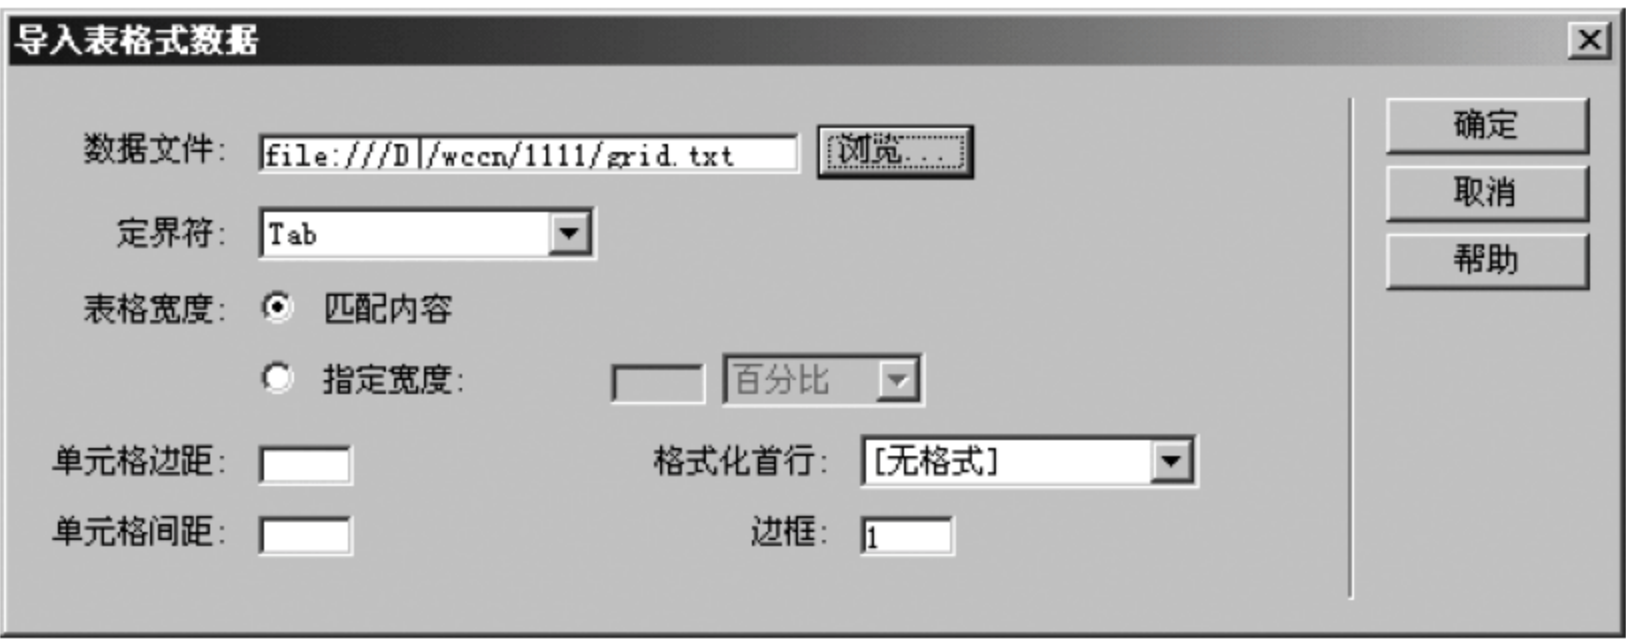 导入表格式数据
数据文件: file:///D|/wccn/1111/grid.txt 浏览... 确定
取消
定界符: Tab
帮助
表格宽度: 匹配内容
指定宽度: 百分比
单元格边距: 格式化首行: [无格式]
单元格间距: 边框: 1